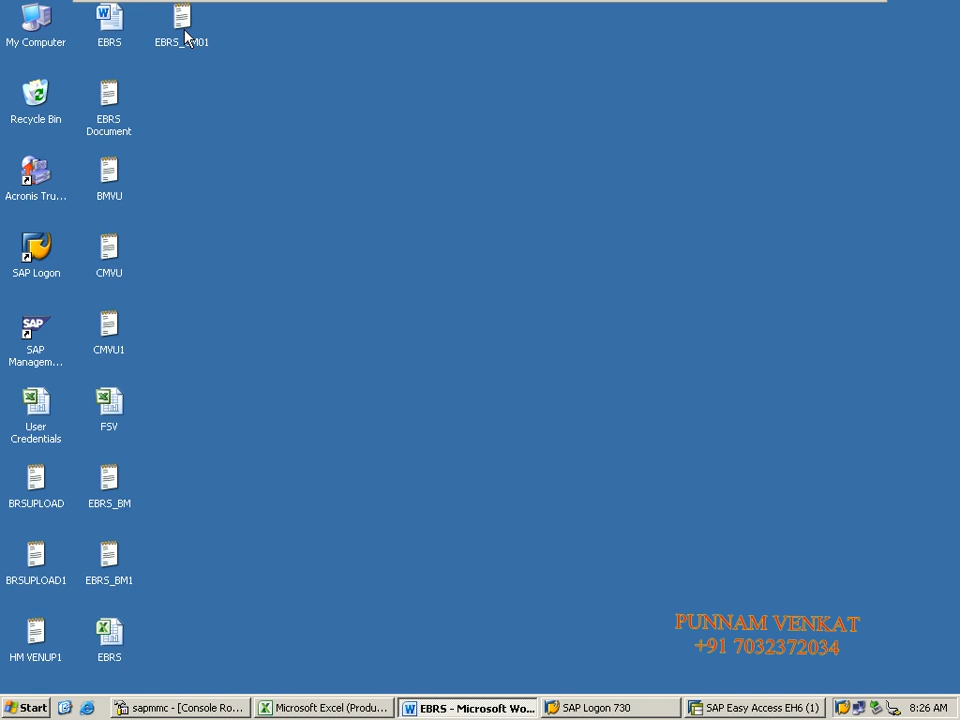 My Computer
EBRS
Recycle Bin
EBRS
Document
Acronis Tru...
BMVU
SAP Logon
CMVU
SAP
Managem...
CMVU1
User
Credentials
FSV
BRSUPLOAD
EBRS_BM
BRSUPLOAD1
EBRS_BM1
HM VENUP1
EBRS
PUNNAM VENKAT
+91 7032372034
Start
sapmmc - [Console Ro...
Microsoft Excel (Produ...
EBRS - Microsoft Wo...
SAP Logon 730
SAP Easy Access EH6 (1)
8:26 AM